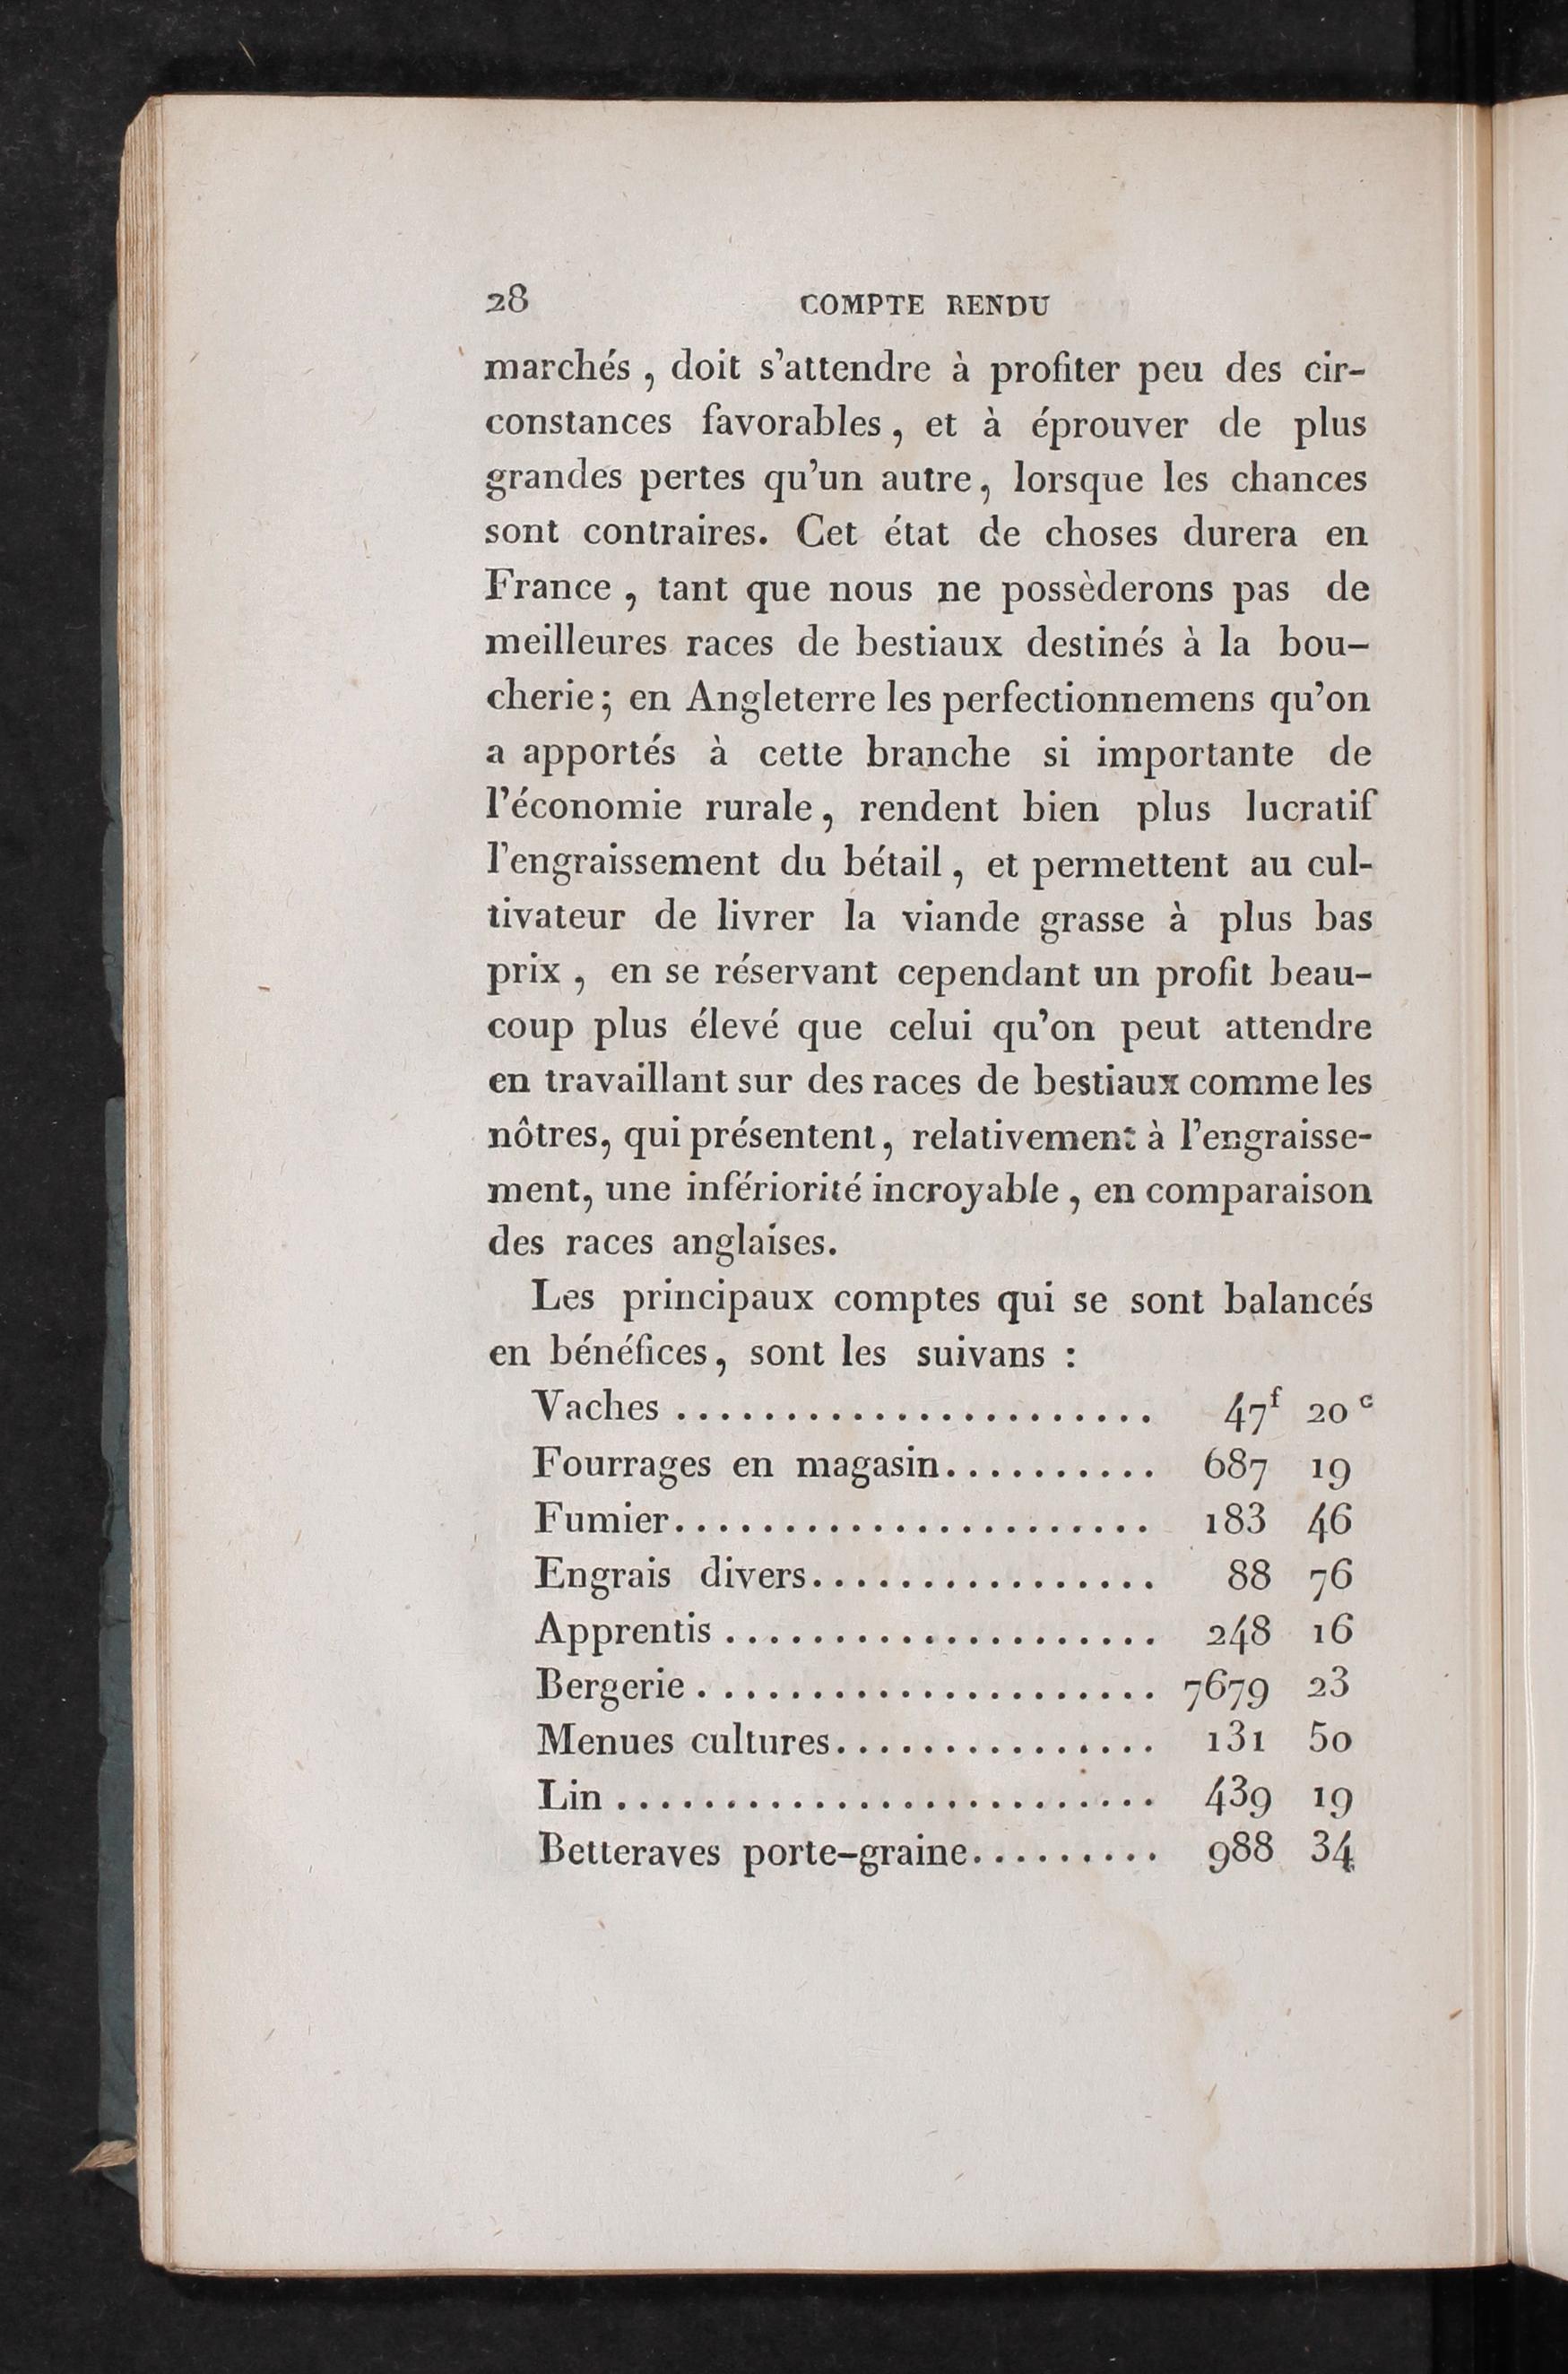 28 COMPTE RENDU
marchés , doit s'attendre à profiter peu des cir-
constances favorables, et à éprouver de plus
grandes pertes qu'un autre, lorsque les chances
sont contraires. Cet état de choses durera en
France , tant que nous ne possèderons pas de
meilleures races de bestiaux destinés à la bou-
cherie; en Angleterre les perfectionnemens qu'on
a apportés à cette branche si importante de
l'économie rurale, rendent bien plus lucratif
l'engraissement du bétail, et permettent au cul-
tivateur de livrer la viande grasse à plus bas
prix , en se réservant cependant un profit beau-
coup plus élevé que celui qu'on peut attendre
en travaillant sur des races de bestiaux comme les
nôtres, qui présentent, relativement à l'engraisse-
ment, une infériorité incroyable , en comparaison
des races anglaises.
Les principaux comptes qui se sont balancés
en bénéfices, sont les suivans :
Vaches ...................... 47f 20c
Fourrages en magasin.......... 687 19
Fumier...................... 183 46
Engrais divers................ 88 76
Apprentis .................... 248 16
Bergerie ..................... 7679 23
Menues cultures............... 131 50
Lin ......................... 439 19
Betteraves porte-graine......... 988 34